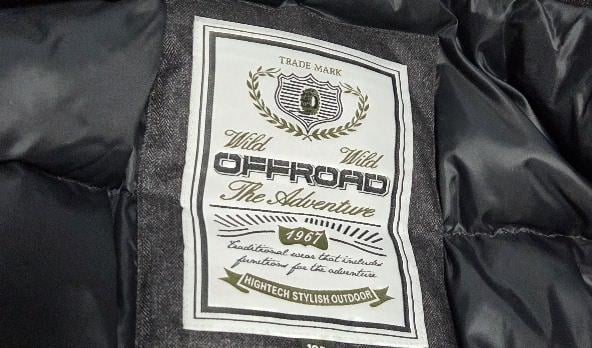 TRADE MARK
Wild Wild
OFFROAD
The Adventure
1967
Traditional wear that includes
functions for the adventure
HIGHTECH STYLISH OUTDOOR